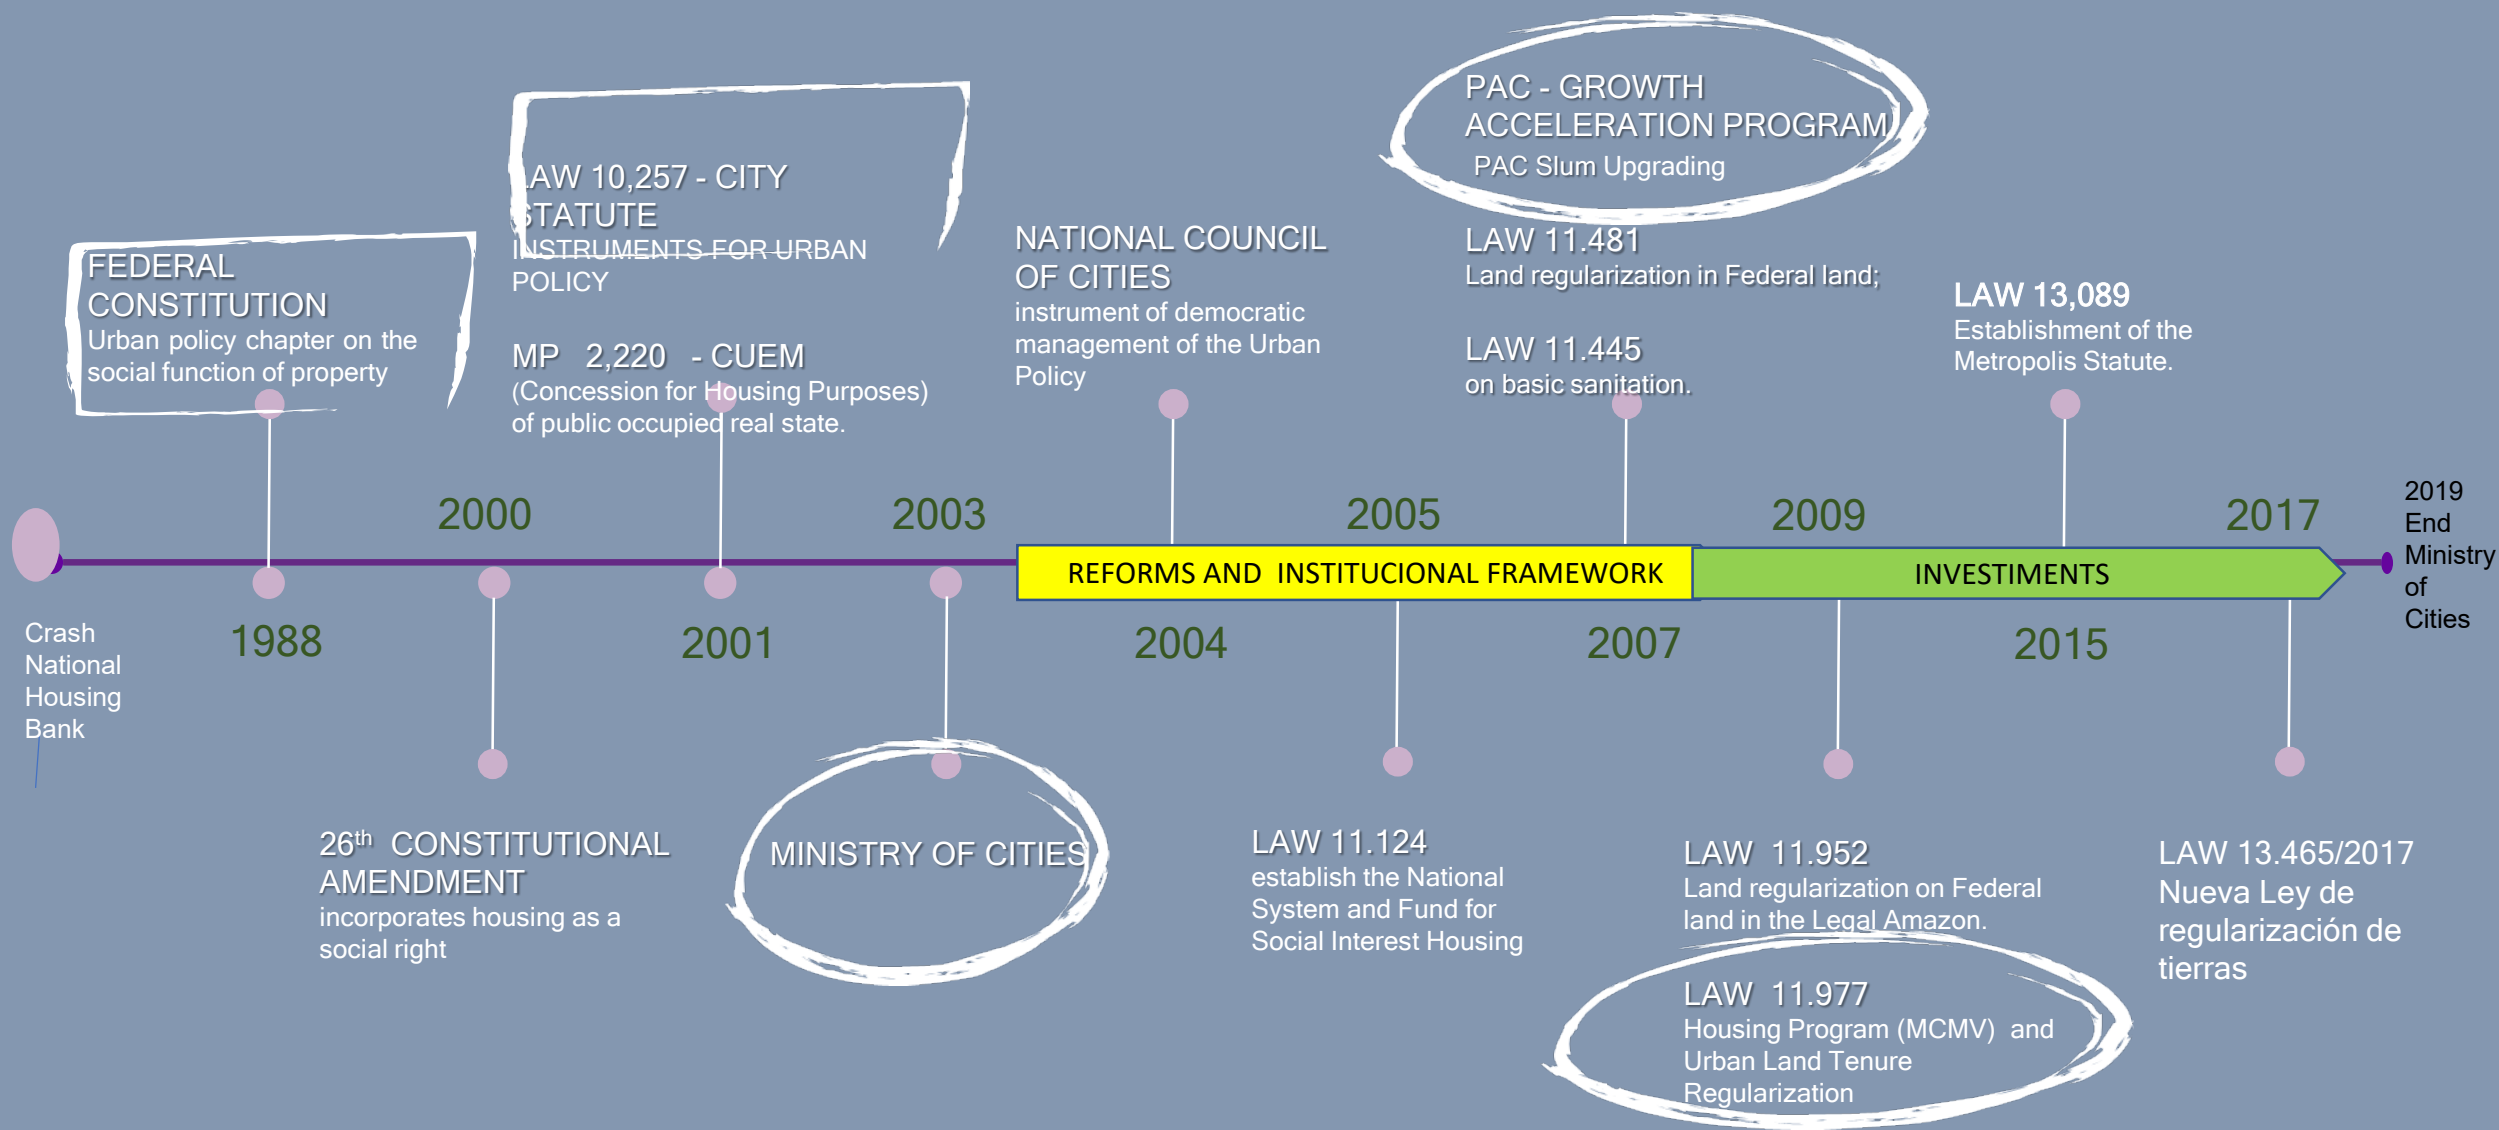 PAC - GROWTH
ACCELERATION PROGRAM
PAC Slum Upgrading
LAW 10,257 - CITY
STATUTE
INSTRUMENTS FOR URBAN
POLICY
MP 2,220 - CUEM
(Concession for Housing Purposes)
of public occupied real state.
FEDERAL
CONSTITUTION
Urban policy chapter on the
social function of property
NATIONAL COUNCIL
OF CITIES
instrument of democratic
management of the Urban
Policy
LAW 11.481
Land regularization in Federal land;
LAW 11.445
on basic sanitation.
LAW 13,089
Establishment of the
Metropolis Statute.
2000
2003
2005
2009
2017
2019
End
Ministry
of
Cities
REFORMS AND INSTITUCIONAL FRAMEWORK
INVESTIMENTS
Crash
National
Housing
Bank
1988
2001
2004
2007
2015
26th CONSTITUTIONAL
AMENDMENT
incorporates housing as a
social right
MINISTRY OF CITIES
LAW 11.124
establish the National
System and Fund for
Social Interest Housing
LAW 11.952
Land regularization on Federal
land in the Legal Amazon.
LAW 11.977
Housing Program (MCMV) and
Urban Land Tenure
Regularization
LAW 13.465/2017
Nueva Ley de
regularización de
tierras